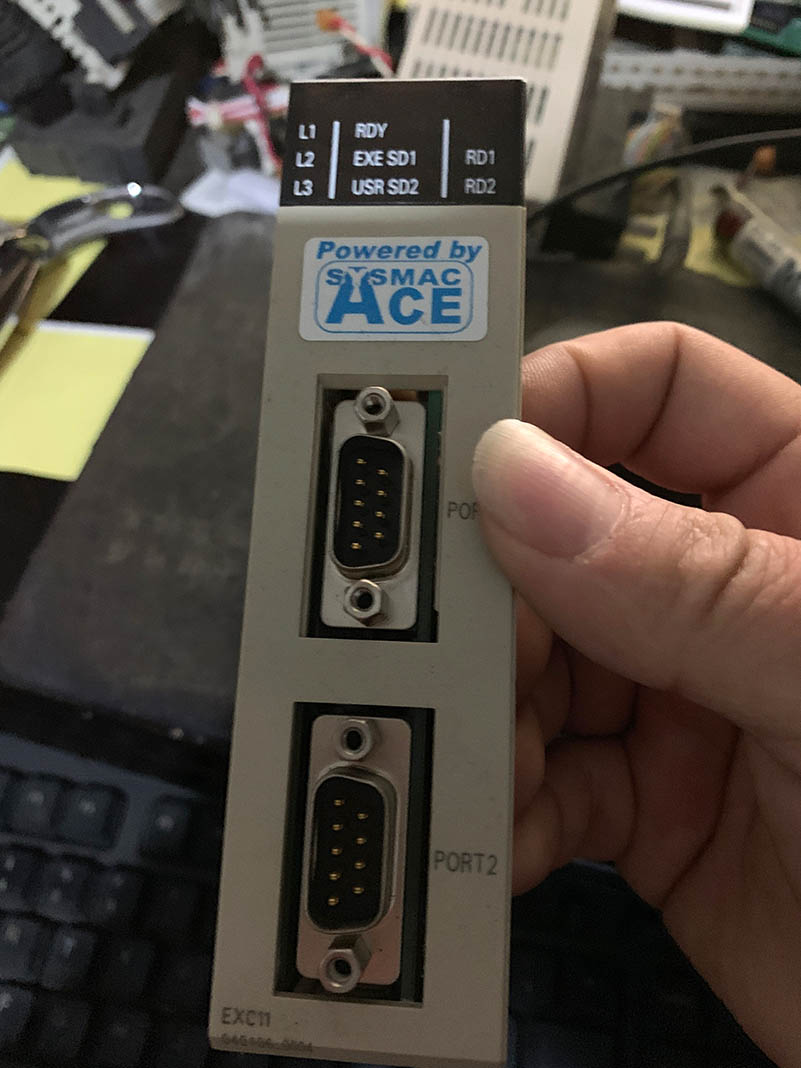 L1 RDY
L2 EXE SD1 RD1
L3 USR SD2 RD2
Powered by
SYSMAC
ACE
PORT2
EXC11